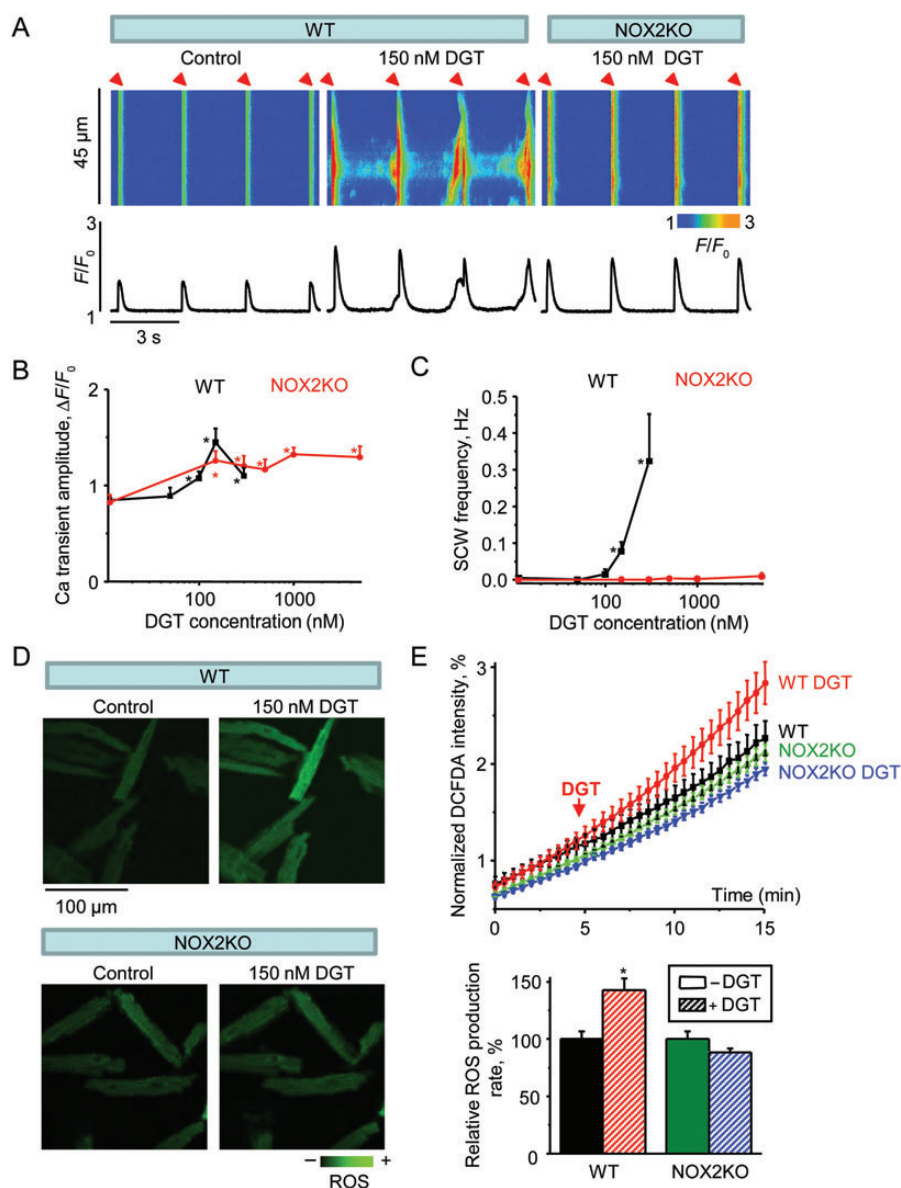 A
WT
NOX2KO
Control
150 nM DGT
150 nM DGT
45 µm
3
F/F0
1
1
3
F/F0
3 s
B
Ca transient amplitude, ΔF/F0
2
1
0
WT
NOX2KO
*
*
*
*
*
*
*
*
100
1000
DGT concentration (nM)
C
SCW frequency, Hz
0.5
0.4
0.3
0.2
0.1
0.0
WT
NOX2KO
*
*
100
1000
DGT concentration (nM)
D
WT
Control
150 nM DGT
100 µm
NOX2KO
Control
150 nM DGT
– +
ROS
E
Normalized DCFDA intensity, %
3
2
1
WT DGT
WT
NOX2KO
NOX2KO DGT
DGT
Time (min)
0
5
10
15
Relative ROS production
rate, %
150
100
50
0
*
– DGT
+ DGT
WT
NOX2KO